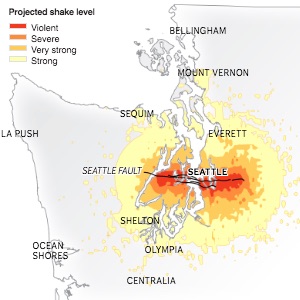 Projected shake level
Violent
Severe
Very strong
Strong
BELLINGHAM
MOUNT VERNON
SEQUIM
LA PUSH
EVERETT
SEATTLE FAULT
SEATTLE
SHELTON
OCEAN
SHORES
OLYMPIA
CENTRALIA